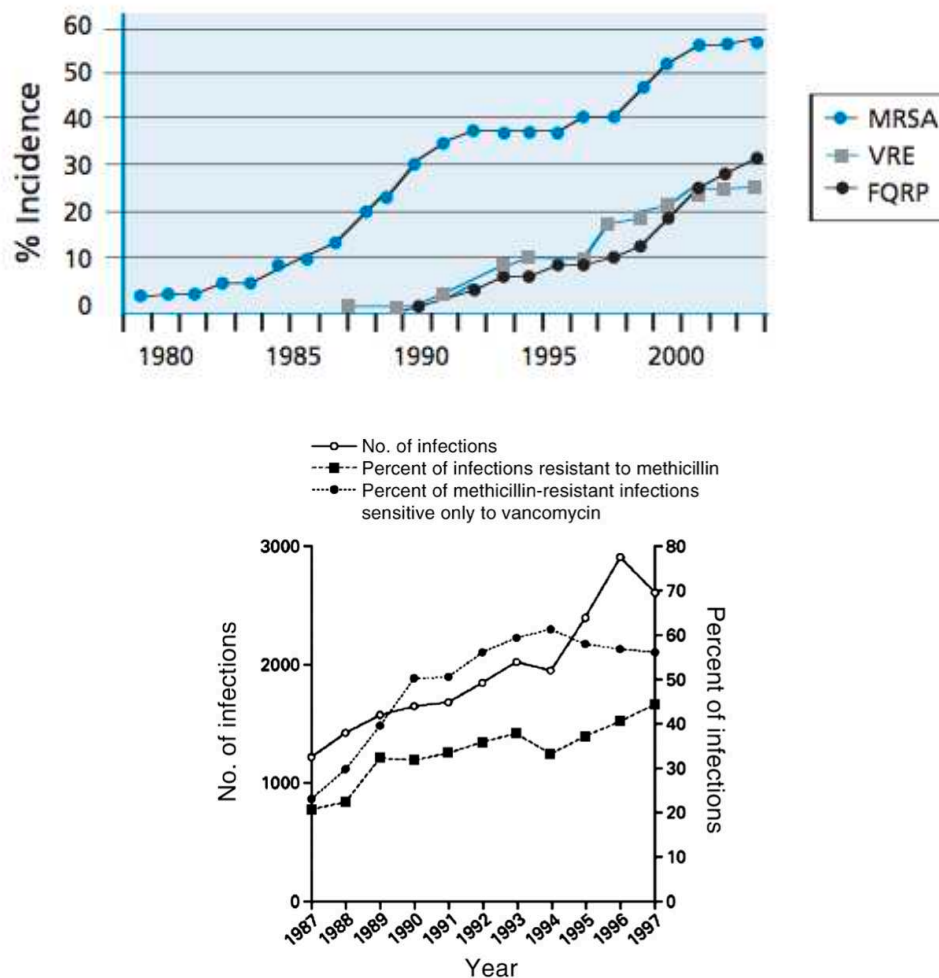 60
50
40
30
20
10
0
% Incidence
1980 1985 1990 1995 2000
MRSA
VRE
FQRP
No. of infections
Percent of infections resistant to methicillin
Percent of methicillin-resistant infections
sensitive only to vancomycin
3000
2000
1000
0
No. of infections
80
70
60
50
40
30
20
10
0
Percent of infections
1987 1988 1989 1990 1991 1992 1993 1994 1995 1996 1997
Year